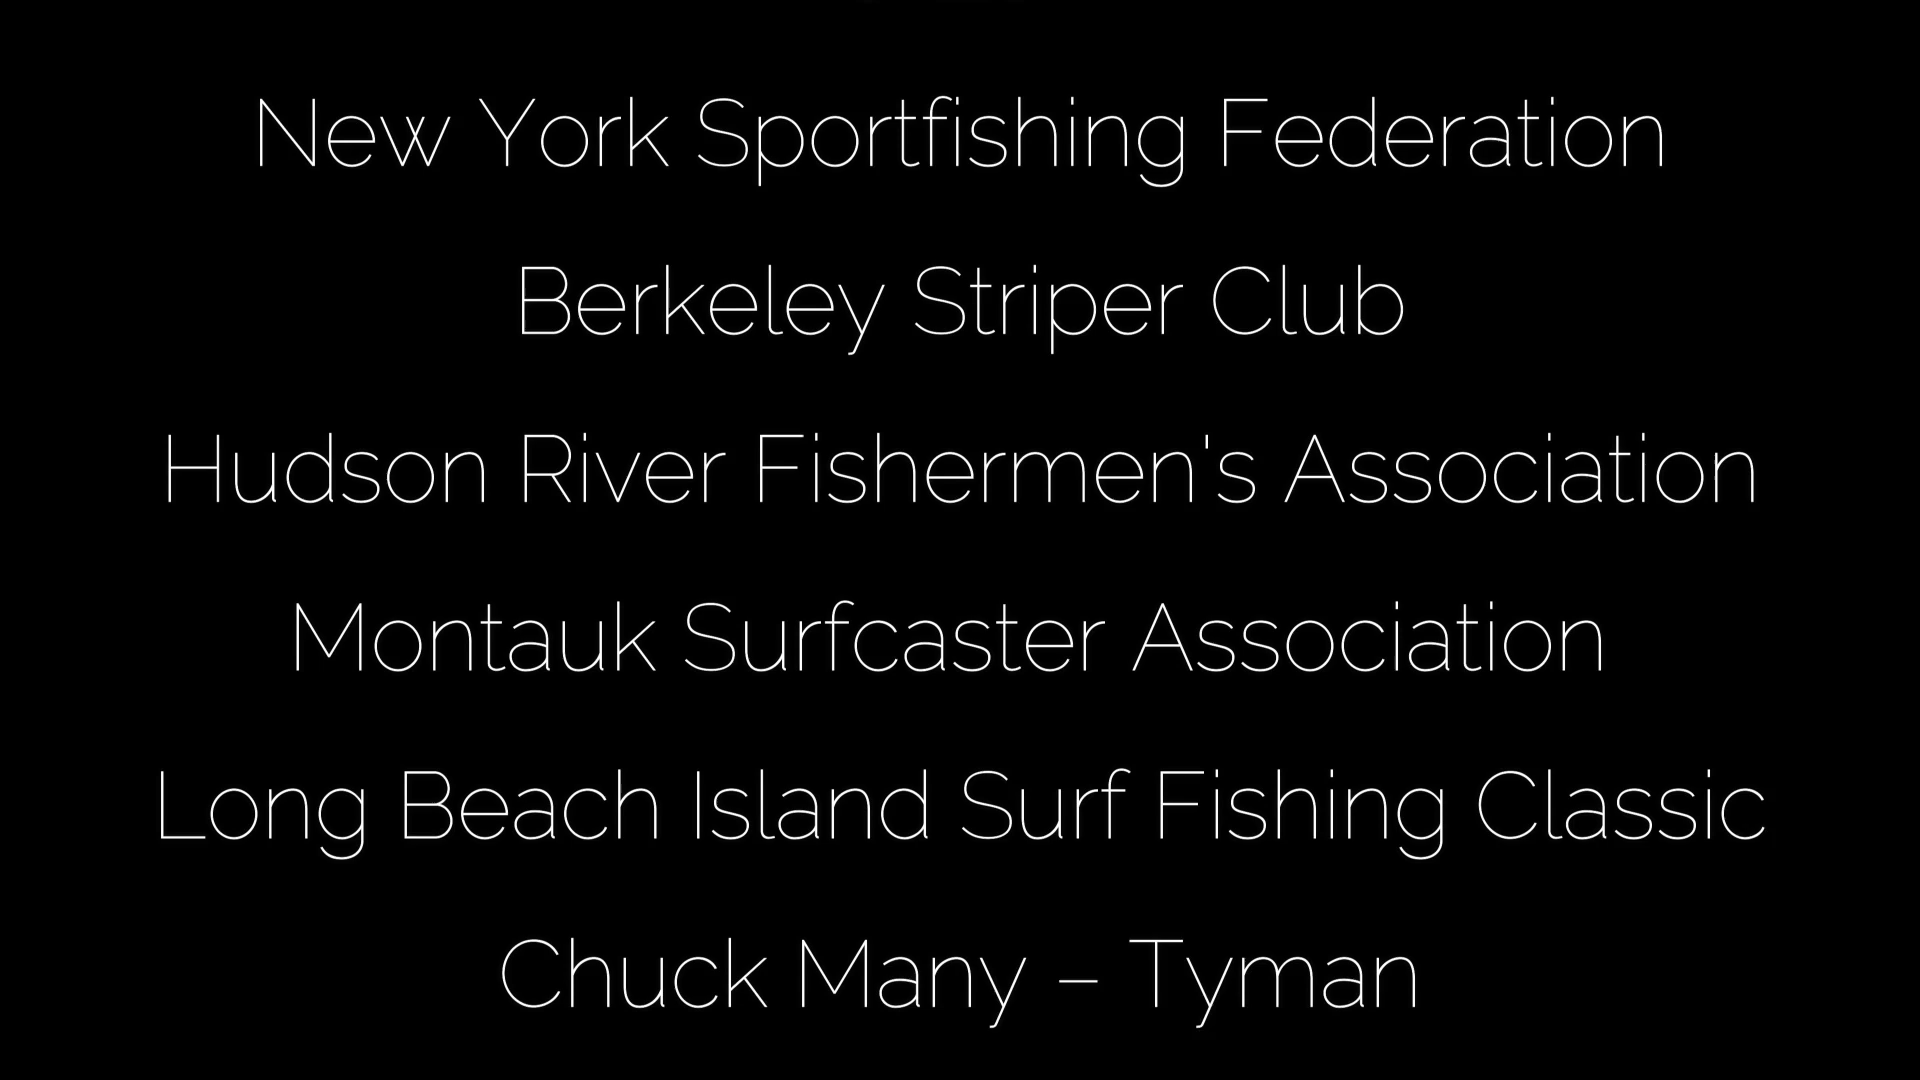 New York Sportfishing Federation
Berkeley Striper Club
Hudson River Fishermen's Association
Montauk Surfcaster Association
Long Beach Island Surf Fishing Classic
Chuck Many – Tyman